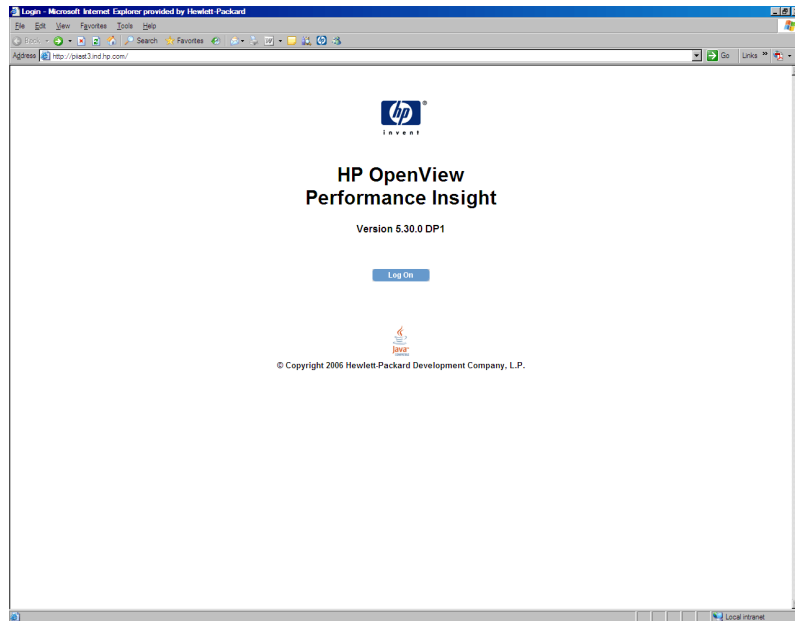 Login - Microsoft Internet Explorer provided by Hewlett-Packard
File Edit View Favorites Tools Help
Back Search Favorites
Address http://piast3.ind.hp.com/ Go Links »
hp
®
invent
HP OpenView
Performance Insight
Version 5.30.0 DP1
Log On
Java
© Copyright 2006 Hewlett-Packard Development Company, L.P.
Local intranet